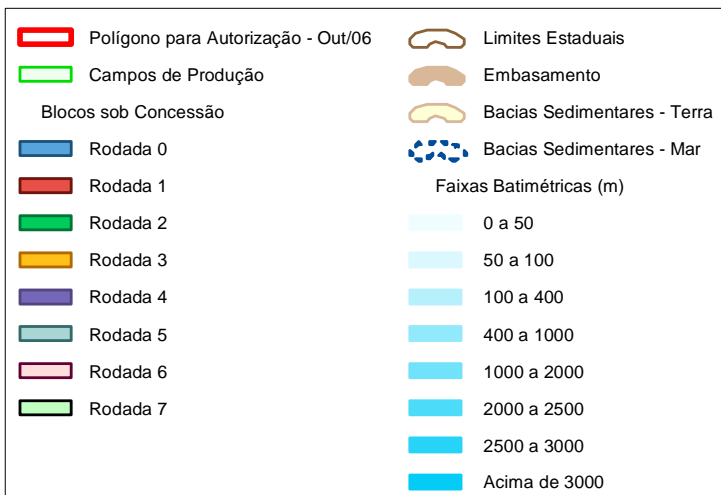 Polígono para Autorização - Out/06
Campos de Produção
Blocos sob Concessão
Rodada 0
Rodada 1
Rodada 2
Rodada 3
Rodada 4
Rodada 5
Rodada 6
Rodada 7
Limites Estaduais
Embasamento
Bacias Sedimentares - Terra
Bacias Sedimentares - Mar
Faixas Batimétricas (m)
0 a 50
50 a 100
100 a 400
400 a 1000
1000 a 2000
2000 a 2500
2500 a 3000
Acima de 3000